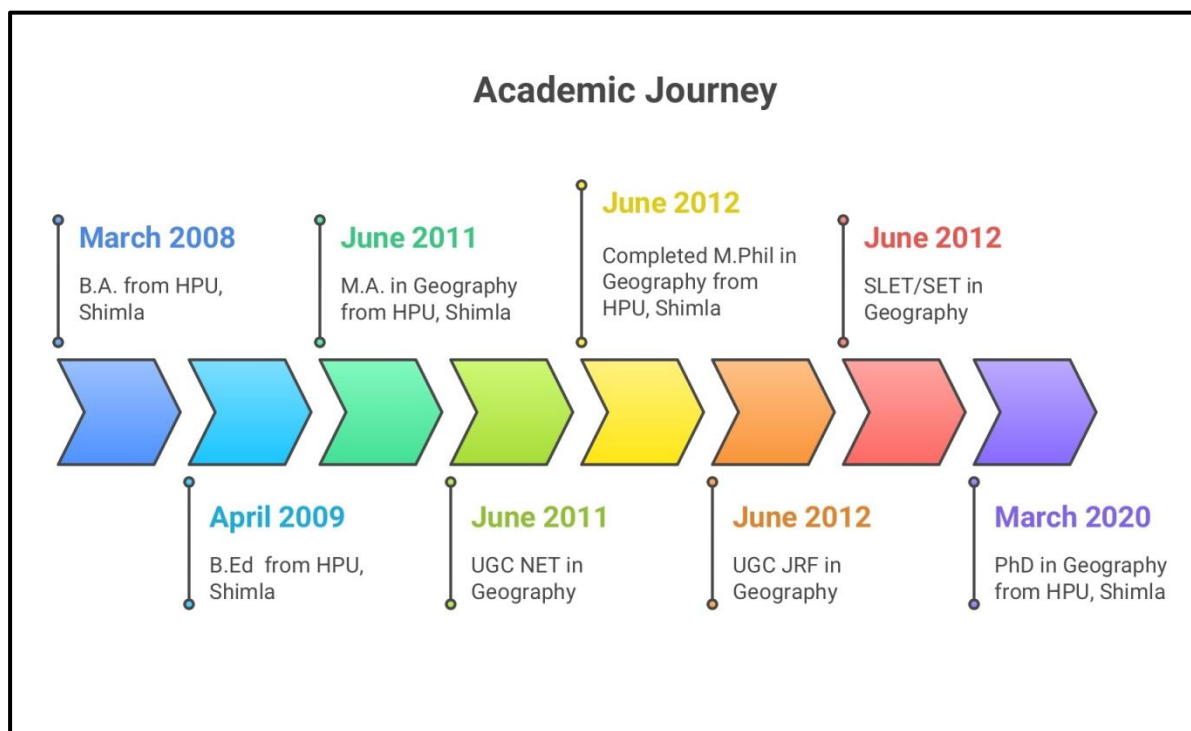 Academic Journey
March 2008
B.A. from HPU,
Shimla
April 2009
B.Ed  from HPU,
Shimla
June 2011
M.A. in Geography
from HPU, Shimla
June 2011
UGC NET in
Geography
June 2012
Completed M.Phil in
Geography from
HPU, Shimla
June 2012
UGC JRF in
Geography
June 2012
SLET/SET in
Geography
March 2020
PhD in Geography
from HPU, Shimla